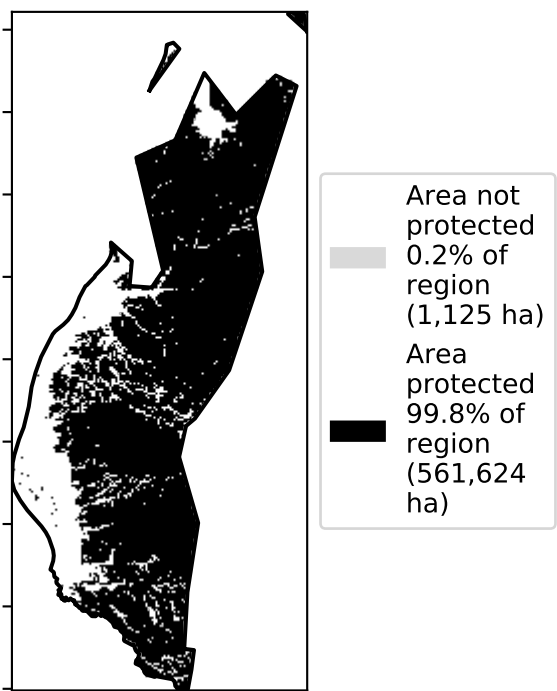 Area not
protected
0.2% of
region
(1,125 ha)
Area
protected
99.8% of
region
(561,624
ha)